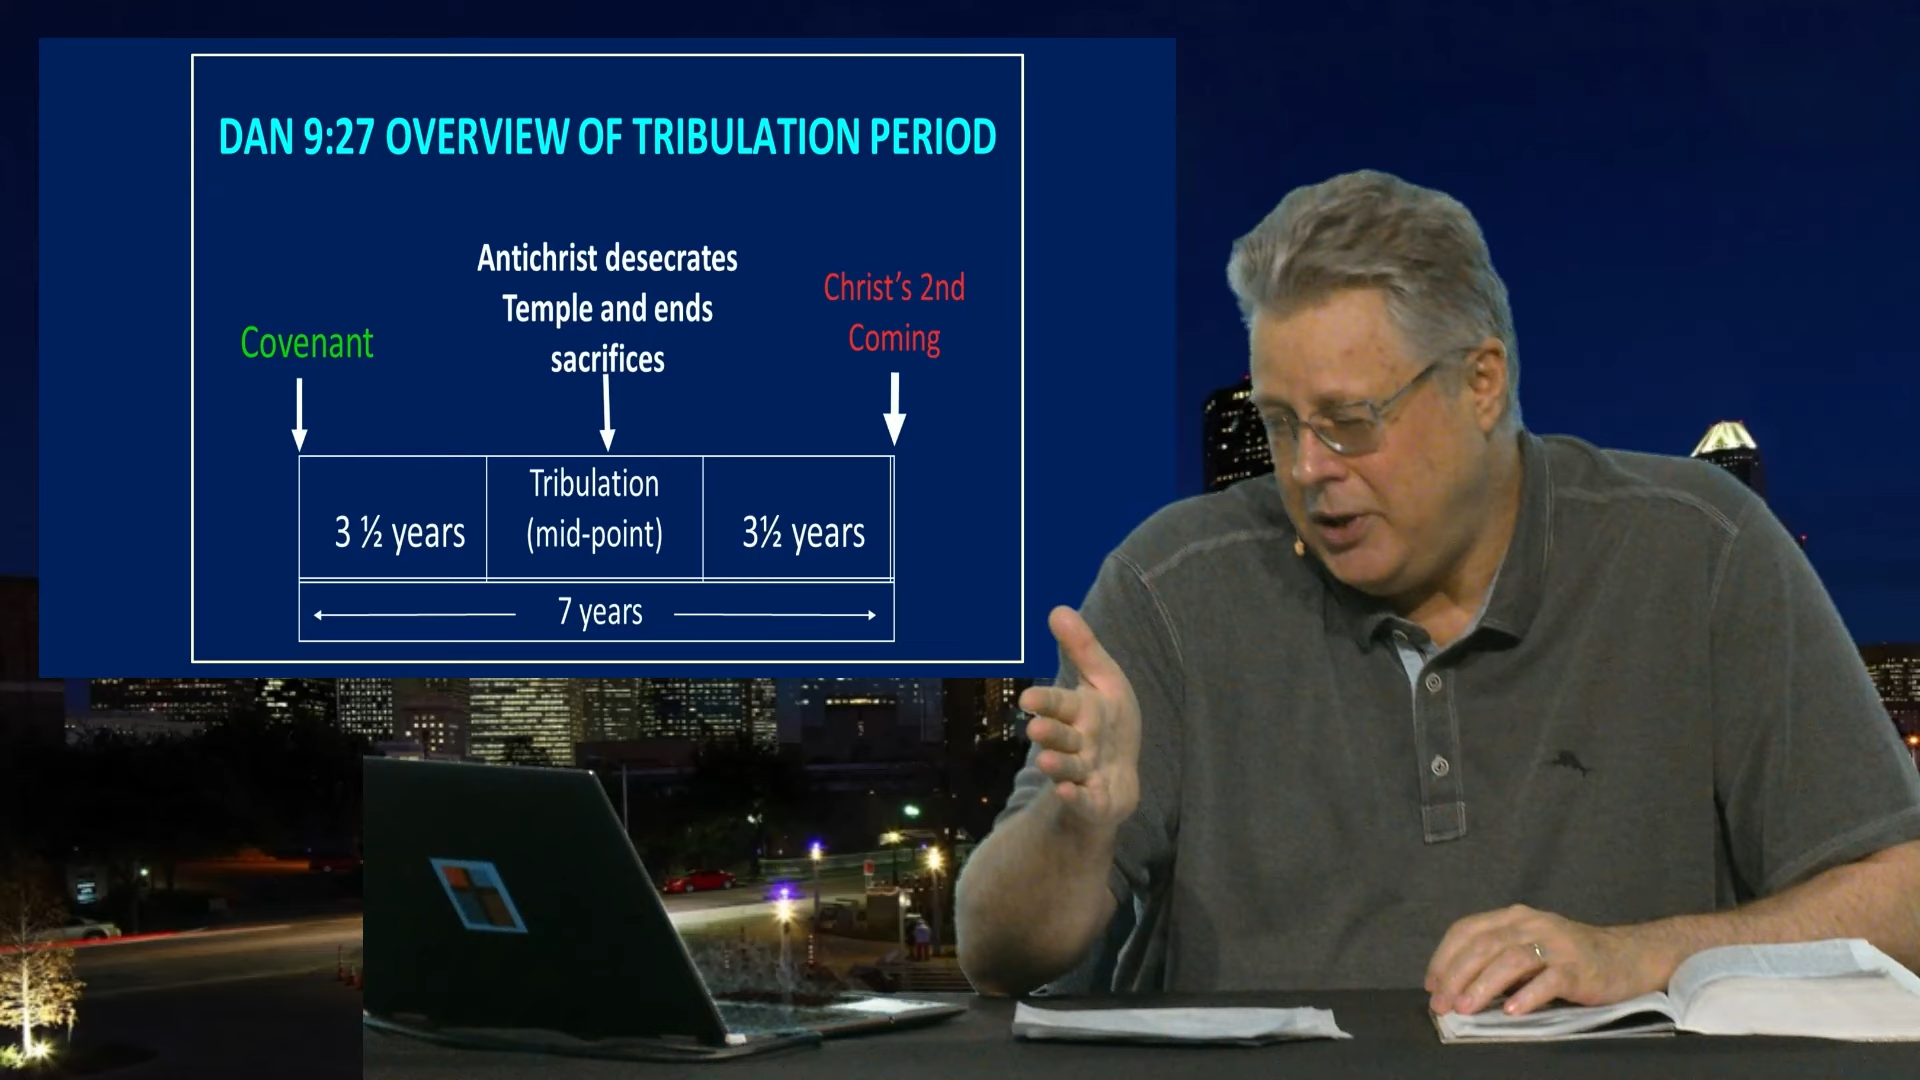 DAN 9:27 OVERVIEW OF TRIBULATION PERIOD
Antichrist desecrates
Temple and ends
sacrifices
Christ's 2nd
Coming
Covenant
Tribulation
(mid-point)
3 ½ years
3½ years
7 years